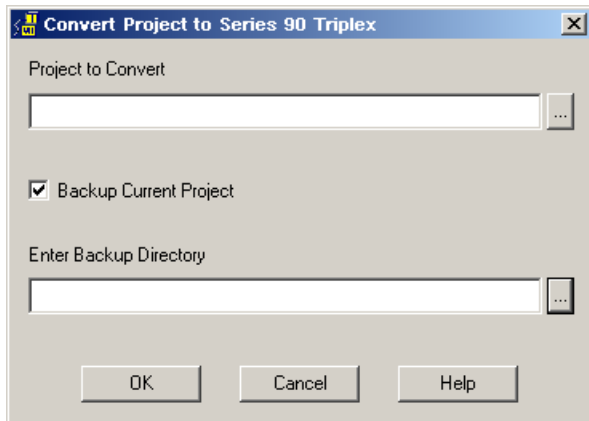 Convert Project to Series 90 Triplex
Project to Convert
...
Backup Current Project
Enter Backup Directory
...
OK Cancel Help